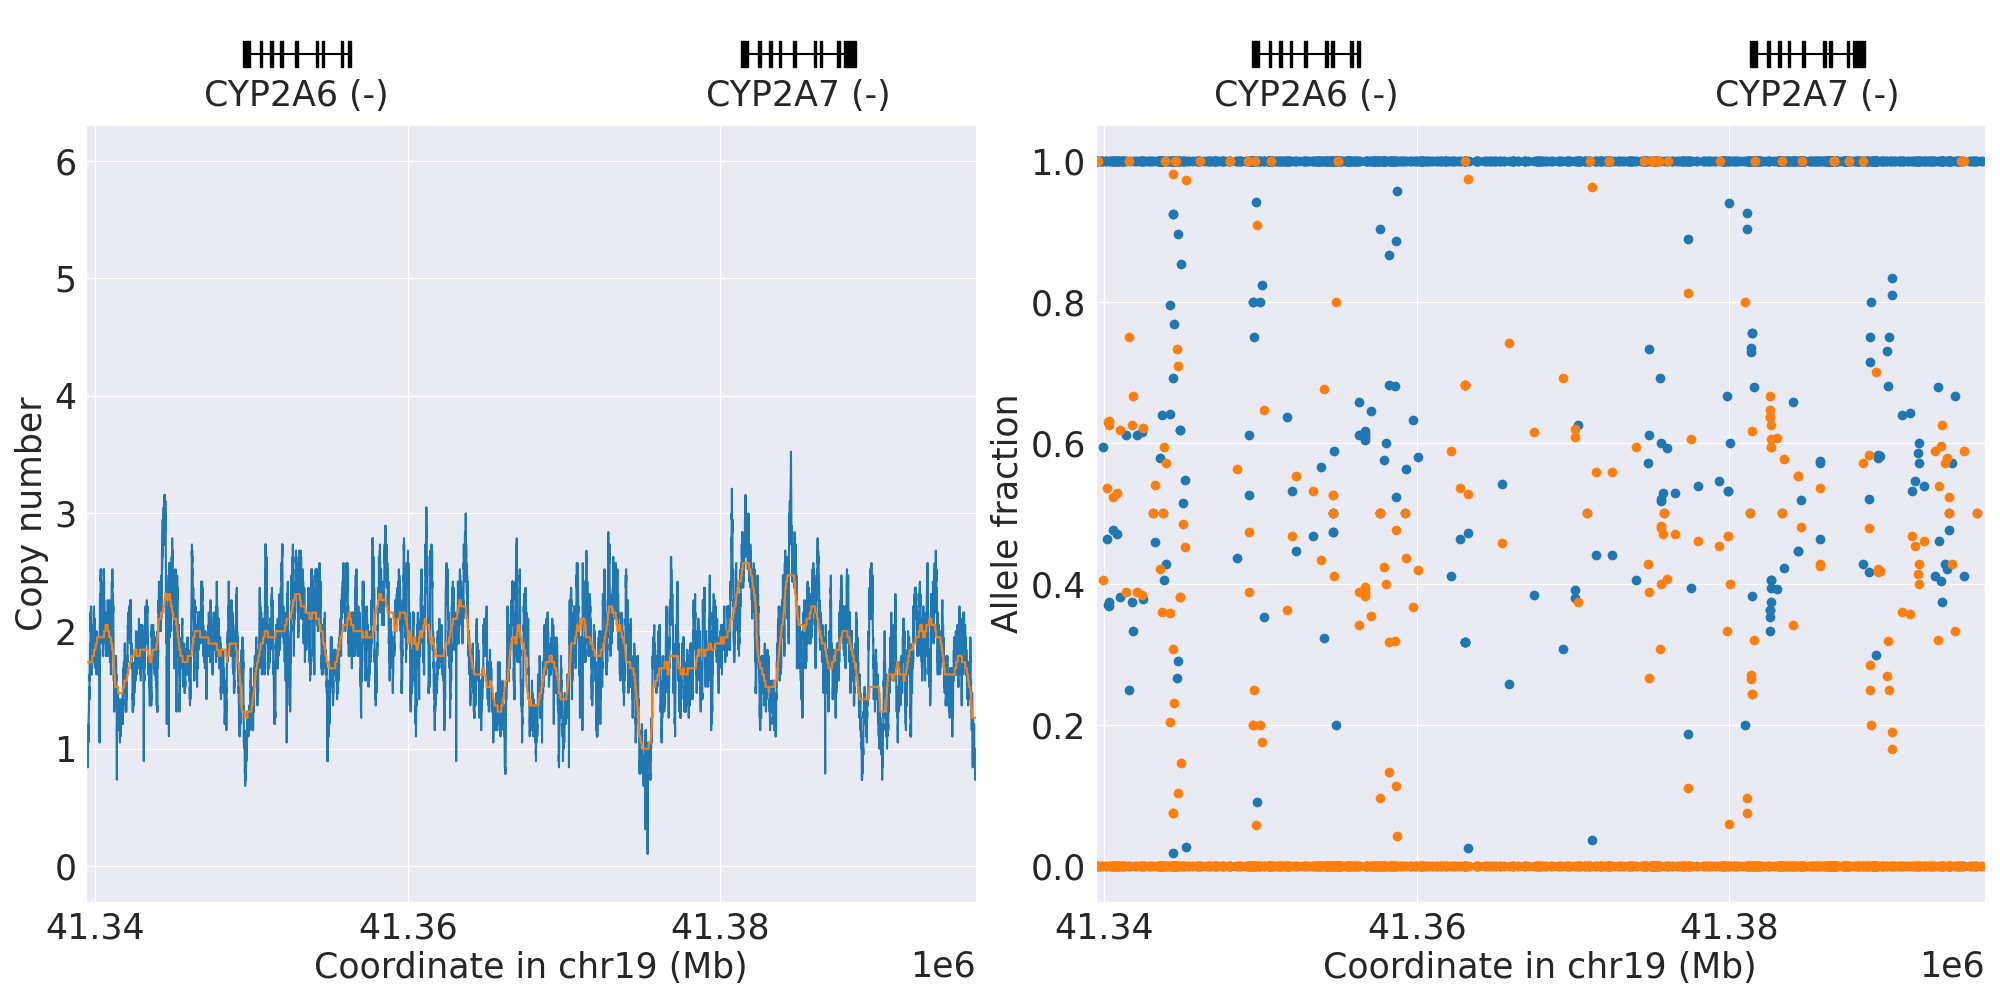 CYP2A6 (-)
CYP2A7 (-)
CYP2A6 (-)
CYP2A7 (-)
6
5
4
3
2
1
0
Copy number
41.34
41.36
41.38
Coordinate in chr19 (Mb)
1e6
1.0
0.8
0.6
0.4
0.2
0.0
Allele fraction
41.34
41.36
41.38
Coordinate in chr19 (Mb)
1e6